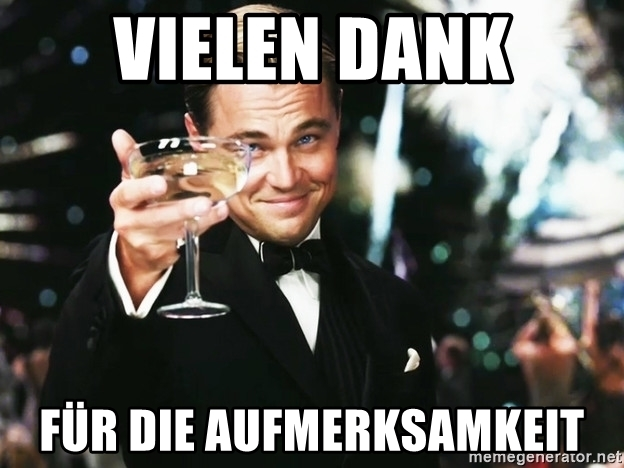 VIELEN DANK
FÜR DIE AUFMERKSAMKEIT
memegenerator.net